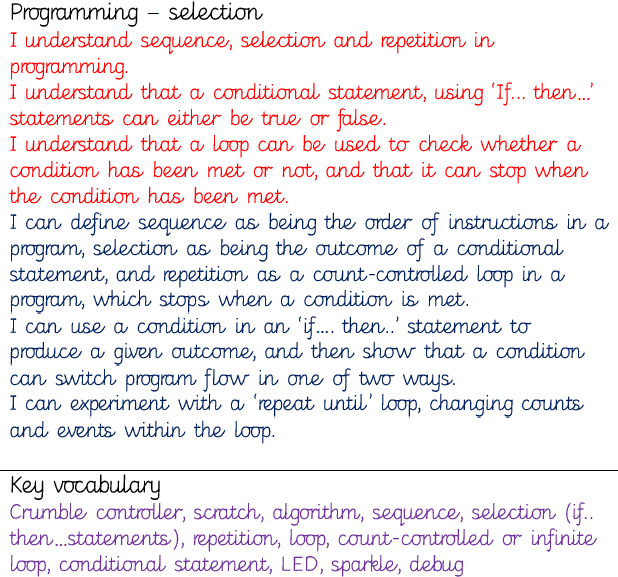 Programming – selection
I understand sequence, selection and repetition in
programming.
I understand that a conditional statement, using ‘If... then...’
statements can either be true or false.
I understand that a loop can be used to check whether a
condition has been met or not, and that it can stop when
the condition has been met.
I can define sequence as being the order of instructions in a
program, selection as being the outcome of a conditional
statement, and repetition as a count-controlled loop in a
program, which stops when a condition is met.
I can use a condition in an ‘if.... then..’ statement to
produce a given outcome, and then show that a condition
can switch program flow in one of two ways.
I can experiment with a ‘repeat until’ loop, changing counts
and events within the loop.
Key vocabulary
Crumble controller, scratch, algorithm, sequence, selection (if..
then...statements), repetition, loop, count-controlled or infinite
loop, conditional statement, LED, sparkle, debug